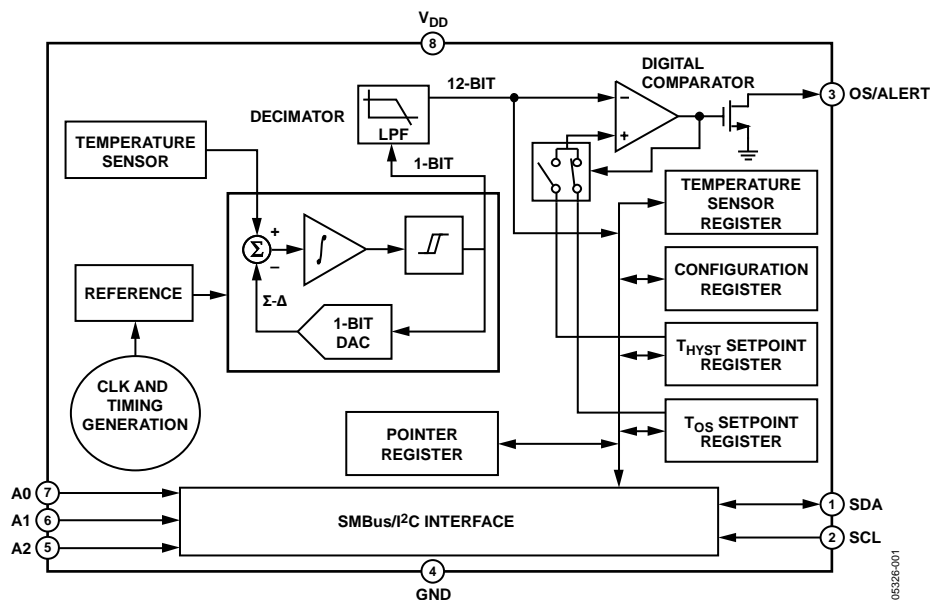 VDD
8
12-BIT
DIGITAL
COMPARATOR
−
+
3
OS/ALERT
DECIMATOR
LPF
1-BIT
TEMPERATURE
SENSOR
TEMPERATURE
SENSOR
REGISTER
+
Σ
−
∫
CONFIGURATION
REGISTER
REFERENCE
Σ-Δ
1-BIT
DAC
THYST SETPOINT
REGISTER
CLK AND
TIMING
GENERATION
TOS SETPOINT
REGISTER
POINTER
REGISTER
A0
7
A1
6
A2
5
SMBus/I2C INTERFACE
1
SDA
2
SCL
4
GND
05326-001